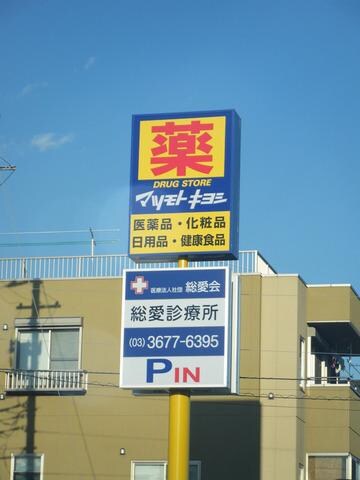 薬
DRUG STORE
マツモトキヨシ
医薬品・化粧品
日用品・健康食品
医療法人社団 総愛会
総愛診療所
(03) 3677-6395
PIN